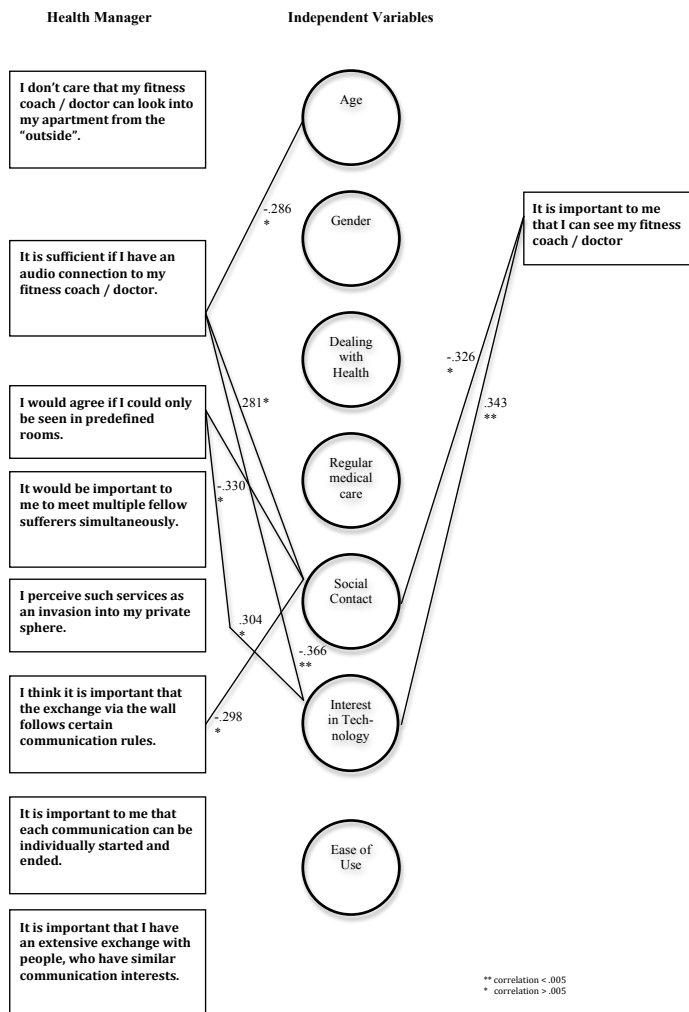 Health Manager
Independent Variables
I don’t care that my fitness
coach / doctor can look into
my apartment from the
“outside”.
Age
-.286
*
Gender
It is important to me
that I can see my fitness
coach / doctor
It is sufficient if I have an
audio connection to my
fitness coach / doctor.
Dealing
with
Health
-.326
*
.343
**
.281*
I would agree if I could only
be seen in predefined
rooms.
Regular
medical
care
-.330
*
It would be important to
me to meet multiple fellow
sufferers simultaneously.
Social
Contact
I perceive such services as
an invasion into my private
sphere.
.304
*
-.366
**
I think it is important that
the exchange via the wall
follows certain
communication rules.
-.298
*
Interest
in Tech-
nology
It is important to me that
each communication can be
individually started and
ended.
Ease of
Use
It is important that I have
an extensive exchange with
people, who have similar
communication interests.
** correlation < .005
* correlation > .005